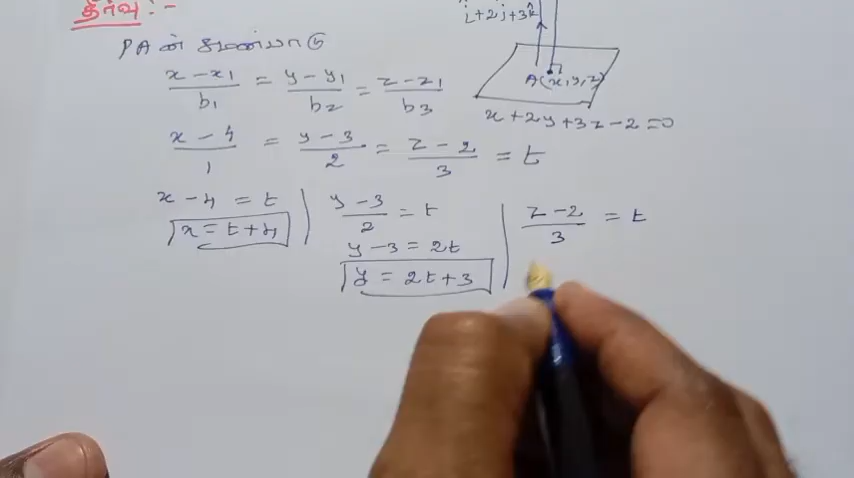 தீர்வு :-
î+2j+3k̂
PA ன் சமன்பாடு
A(x,y,z)
x + 2y + 3z - 2 = 0
(x - x₁)/b₁ = (y - y₁)/b₂ = (z - z₁)/b₃
(x - 4)/1 = (y - 3)/2 = (z - 2)/3 = t
x - 4 = t
x = t + 4
(y - 3)/2 = t
y - 3 = 2t
y = 2t + 3
(z - 2)/3 = t